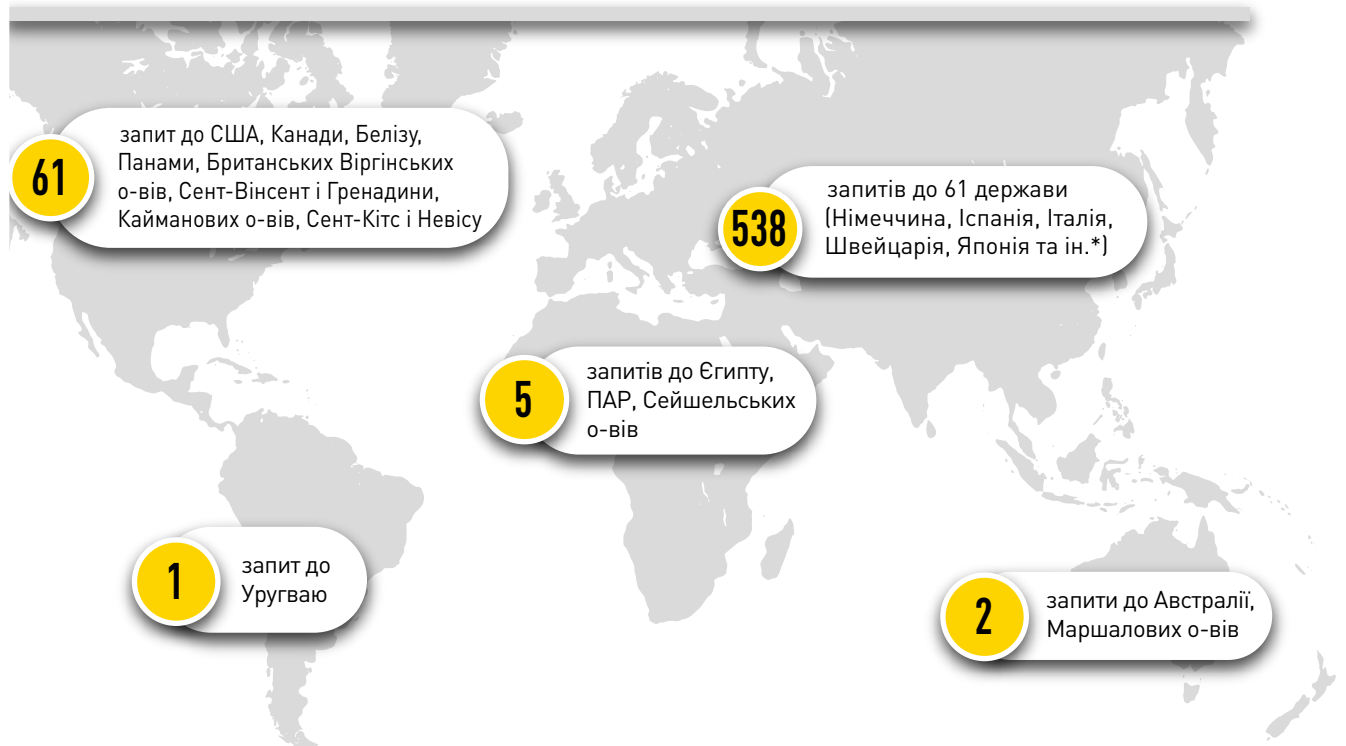 61
запит до США, Канади, Белізу,
Панами, Британських Віргінських
о-вів, Сент-Вінсент і Гренадини,
Кайманових о-вів, Сент-Кітс і Невісу
538
запитів до 61 держави
(Німеччина, Іспанія, Італія,
Швейцарія, Японія та ін.*)
5
запитів до Єгипту,
ПАР, Сейшельських
о-вів
1
запит до
Уругваю
2
запити до Австралії,
Маршалових о-вів